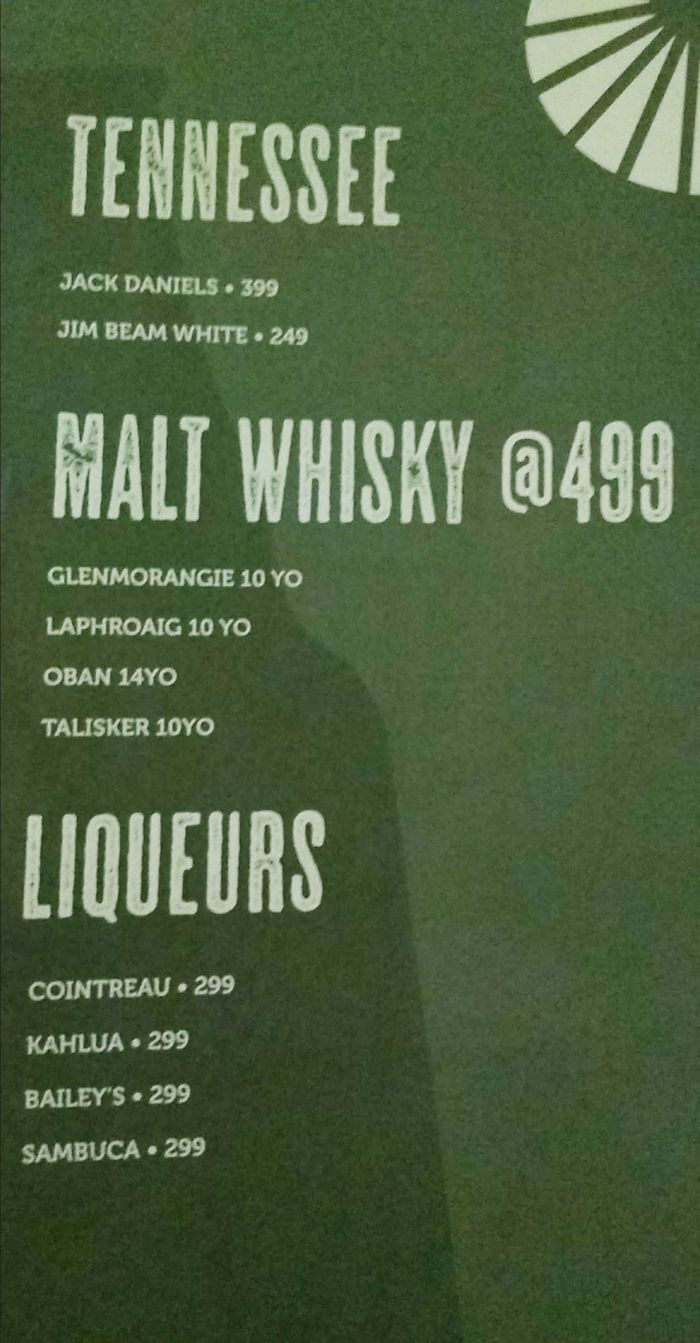 TENNESSEE
JACK DANIELS • 399
JIM BEAM WHITE • 249
MALT WHISKY @499
GLENMORANGIE 10 YO
LAPHROAIG 10 YO
OBAN 14YO
TALISKER 10YO
LIQUEURS
COINTREAU • 299
KAHLUA • 299
BAILEY'S • 299
SAMBUCA • 299